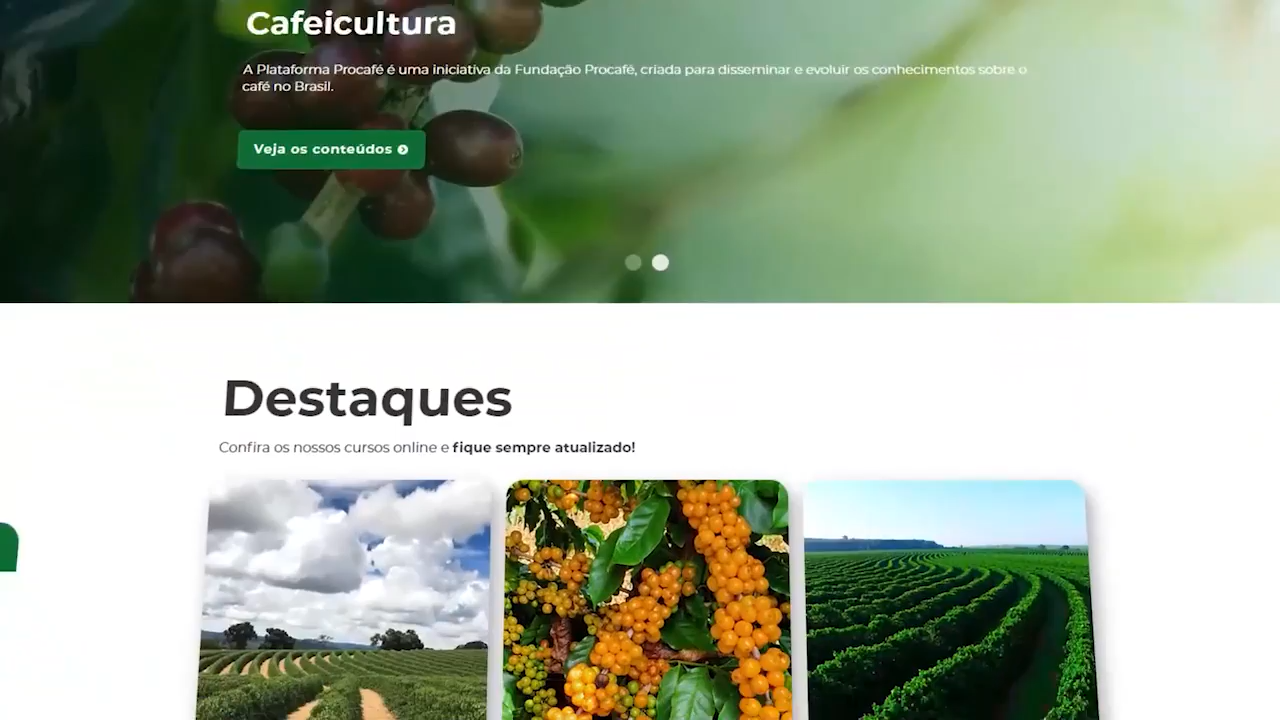 Cafeicultura
A Plataforma Procafé é uma iniciativa da Fundação Procafé, criada para disseminar e evoluir os conhecimentos sobre o
café no Brasil.
Veja os conteúdos
Destaques
Confira os nossos cursos online e fique sempre atualizado!